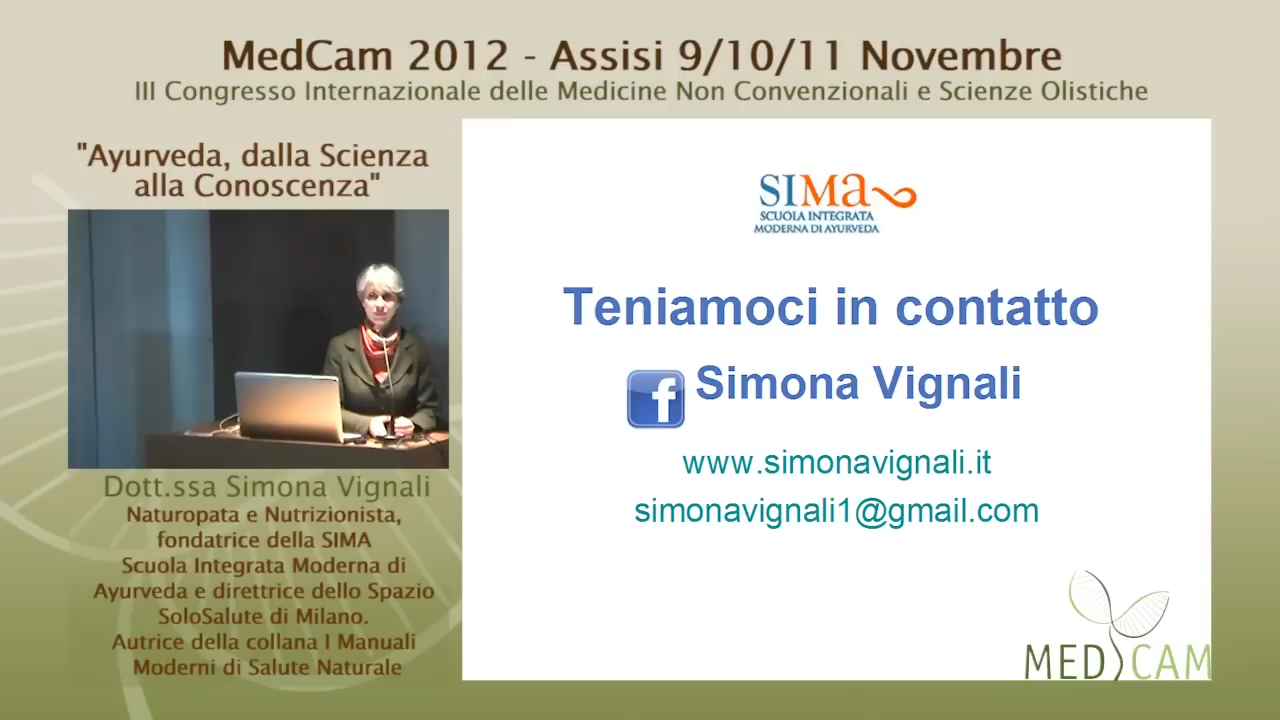 MedCam 2012 - Assisi 9/10/11 Novembre
III Congresso Internazionale delle Medicine Non Convenzionali e Scienze Olistiche
"Ayurveda, dalla Scienza
alla Conoscenza"
Dott.ssa Simona Vignali
Naturopata e Nutrizionista,
fondatrice della SIMA
Scuola Integrata Moderna di
Ayurveda e direttrice dello Spazio
SoloSalute di Milano.
Autrice della collana I Manuali
Moderni di Salute Naturale
SIMA
SCUOLA INTEGRATA
MODERNA DI AYURVEDA
Teniamoci in contatto
f Simona Vignali
www.simonavignali.it
simonavignali1@gmail.com
MEDCAM